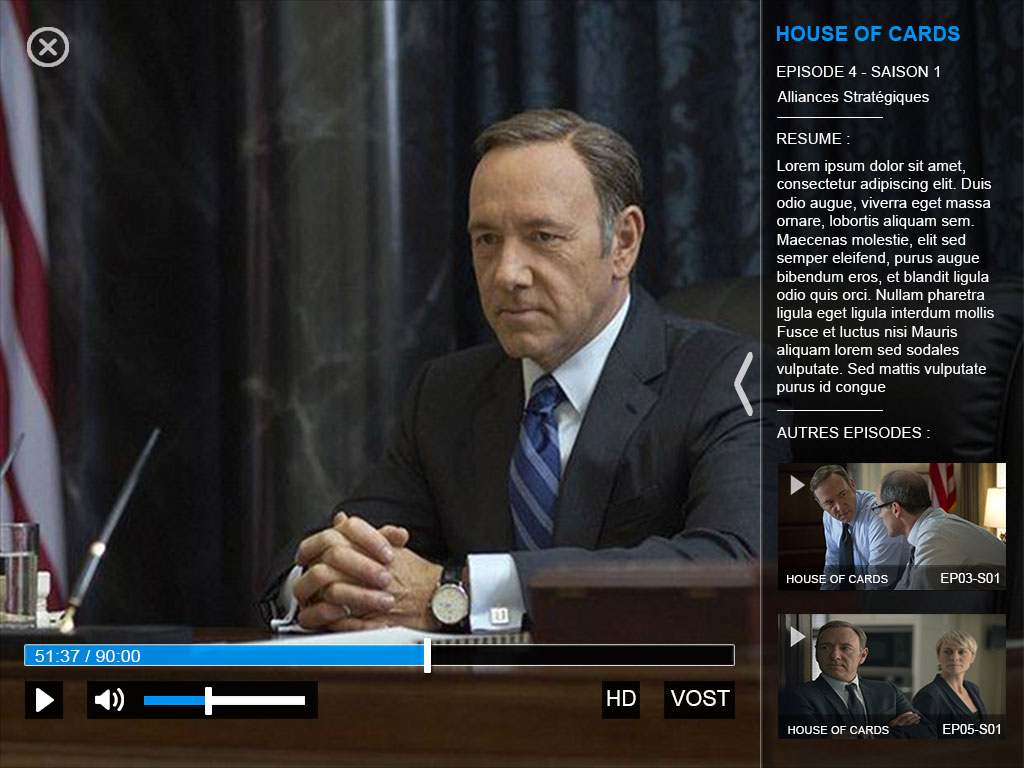 HOUSE OF CARDS
EPISODE 4 - SAISON 1
Alliances Stratégiques
RESUME :
Lorem ipsum dolor sit amet,
consectetur adipiscing elit. Duis
odio augue, viverra eget massa
ornare, lobortis aliquam sem.
Maecenas molestie, elit sed
semper eleifend, purus augue
bibendum eros, et blandit ligula
odio quis orci. Nullam pharetra
ligula eget ligula interdum mollis
Fusce et luctus nisi Mauris
aliquam lorem sed sodales
vulputate. Sed mattis vulputate
purus id congue
AUTRES EPISODES :
HOUSE OF CARDS EP03-S01
HOUSE OF CARDS EP05-S01
51:37 / 90:00
HD VOST